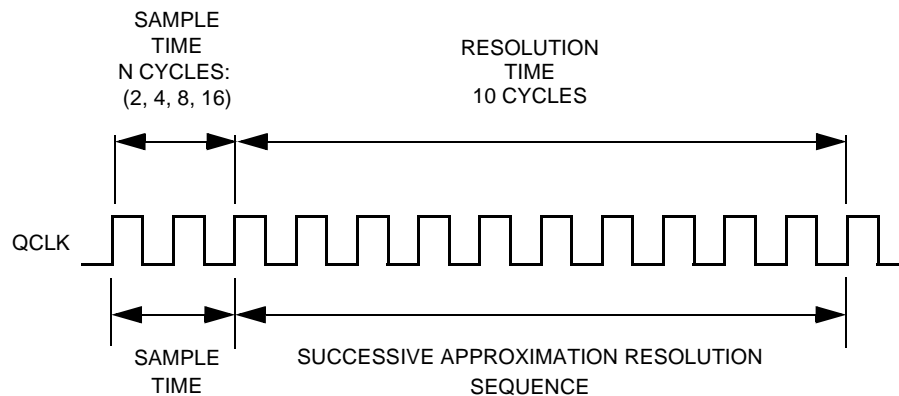 SAMPLE
TIME
N CYCLES:
(2, 4, 8, 16)
RESOLUTION
TIME
10 CYCLES
QCLK
SAMPLE
TIME
SUCCESSIVE APPROXIMATION RESOLUTION
SEQUENCE